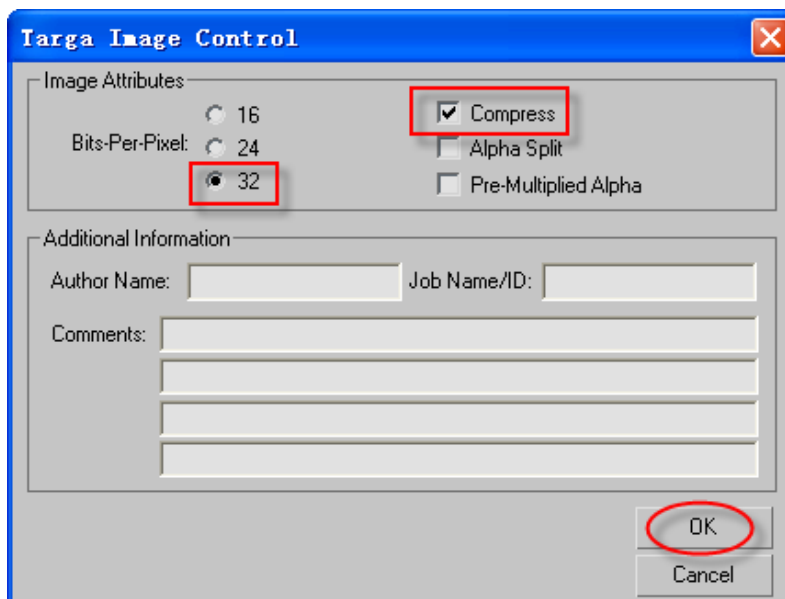 Targa Image Control
Image Attributes
Bits-Per-Pixel:
16
24
32
Compress
Alpha Split
Pre-Multiplied Alpha
Additional Information
Author Name:
Job Name/ID:
Comments:
OK
Cancel